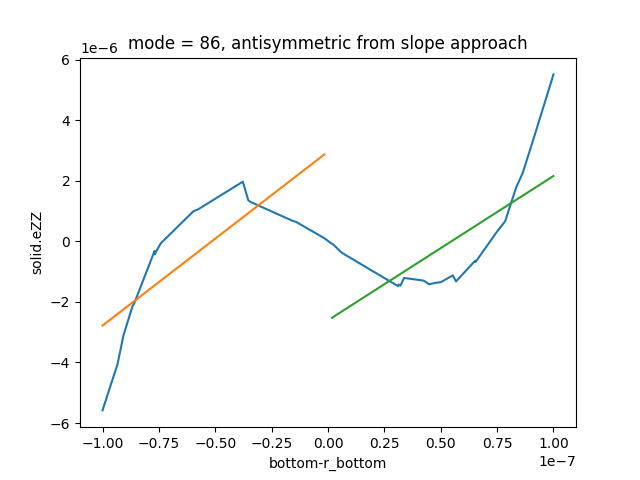 mode = 86, antisymmetric from slope approach
1e−6
6
4
2
0
−2
−4
−6
solid.eZZ
−1.00 −0.75 −0.50 −0.25 0.00 0.25 0.50 0.75 1.00
1e−7
bottom-r_bottom